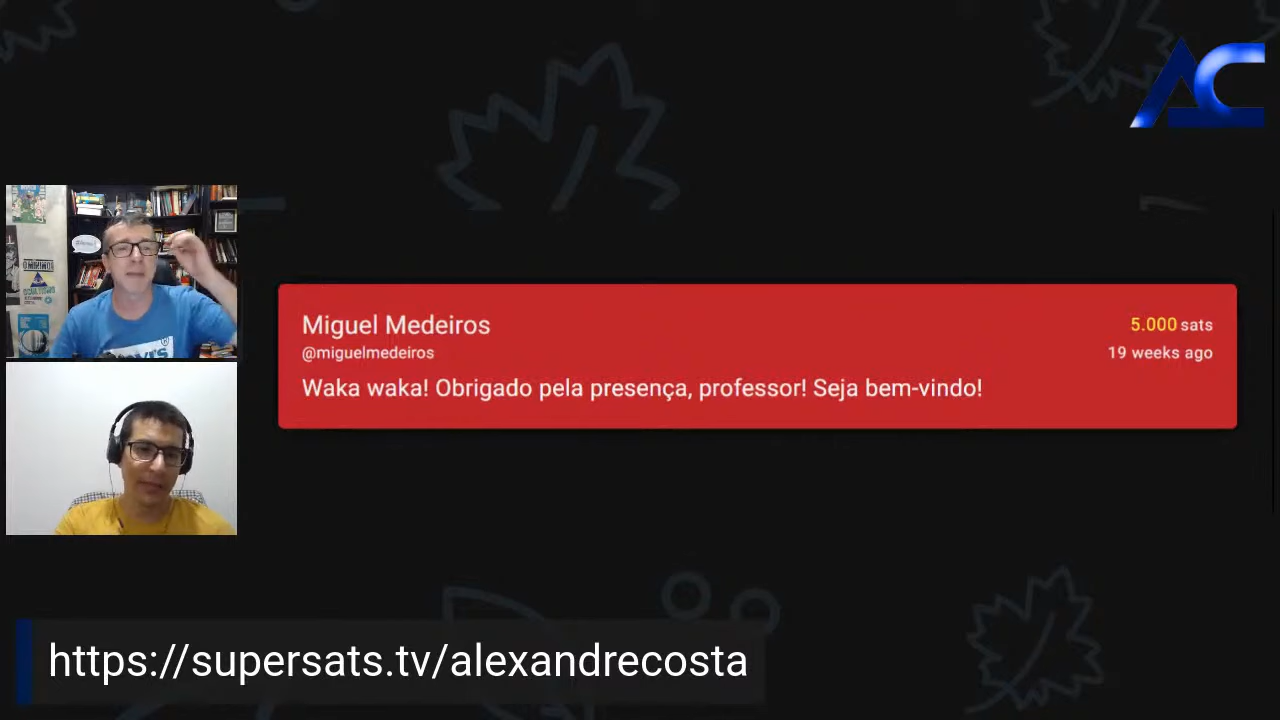 AC
Miguel Medeiros
5.000 sats
@miguelmedeiros
19 weeks ago
Waka waka! Obrigado pela presença, professor! Seja bem-vindo!
https://supersats.tv/alexandrecosta